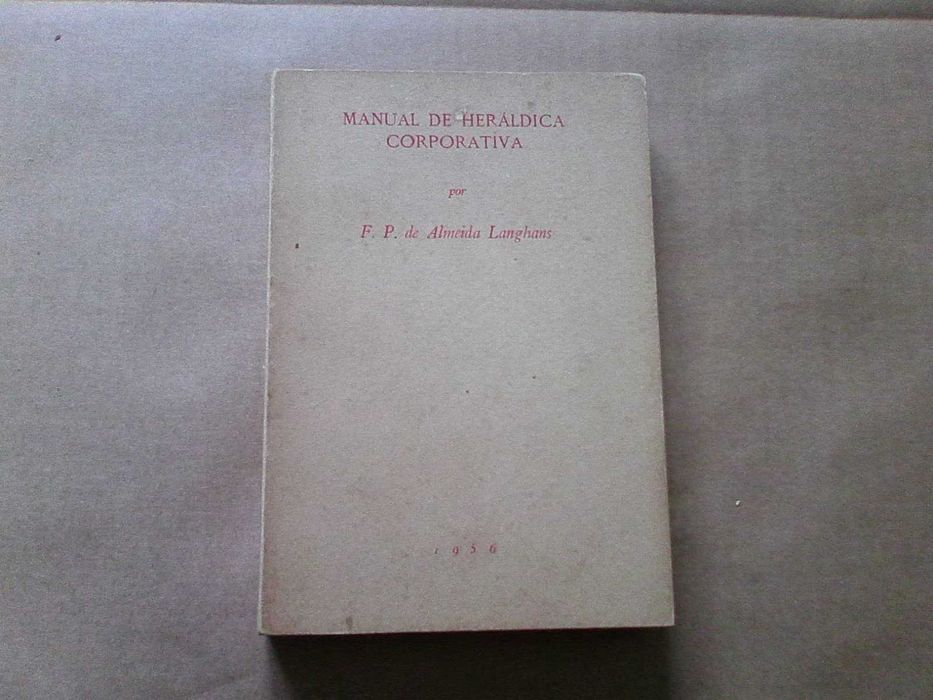 MANUAL DE HERÁLDICA
CORPORATIVA
por
F. P. de Almeida Langhans
1956